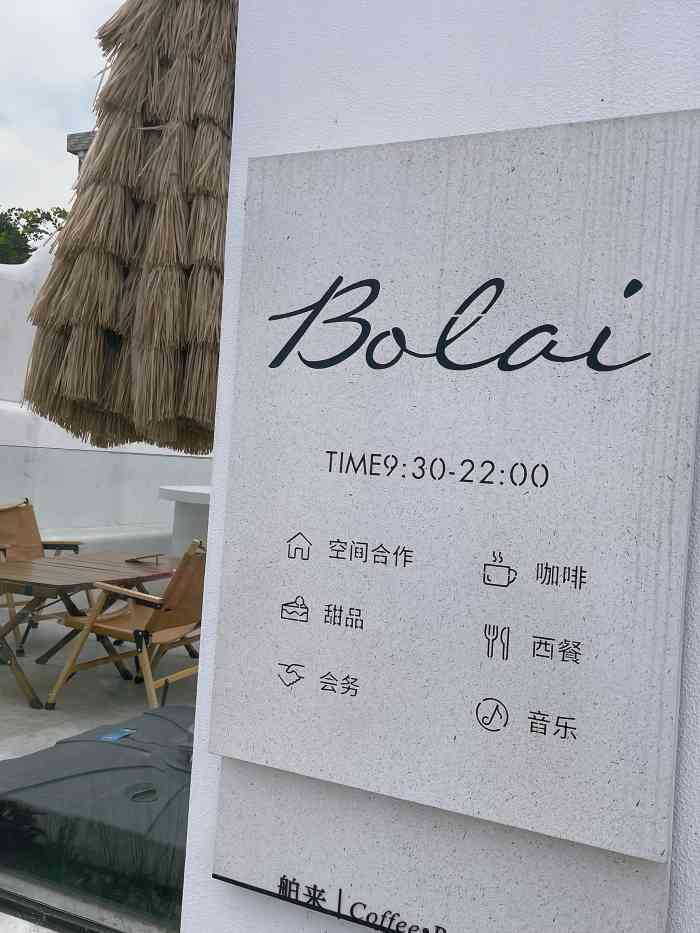 Bolai
TIME9:30-22:00
空间合作 咖啡
甜品 西餐
会务 音乐
舶来 | Coffee•